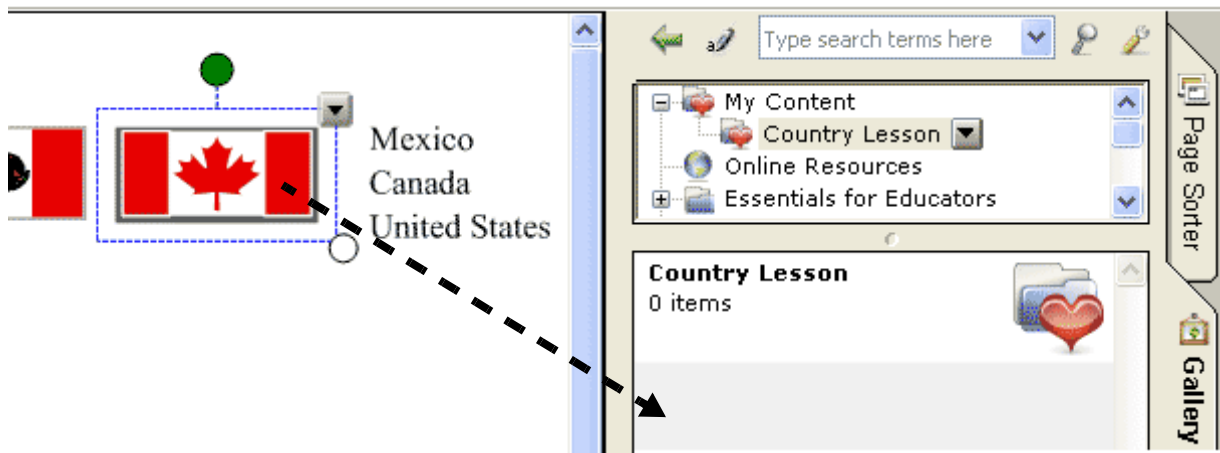 Mexico
Canada
United States
a
Type search terms here
My Content
Country Lesson
Online Resources
Essentials for Educators
Country Lesson
0 items
Page Sorter
Gallery